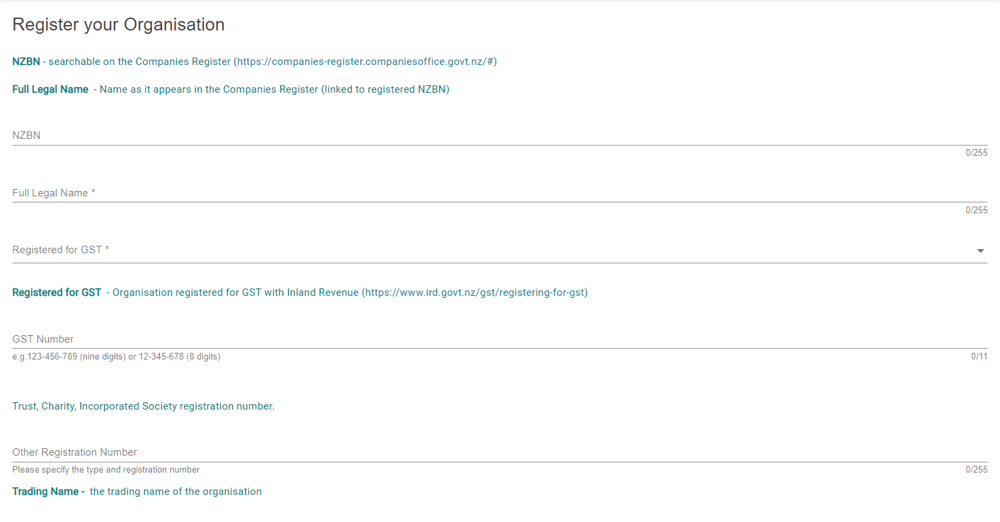 Register your Organisation
NZBN - searchable on the Companies Register (https://companies-register.companiesoffice.govt.nz/#)
Full Legal Name - Name as it appears in the Companies Register (linked to registered NZBN)
NZBN
0/255
Full Legal Name *
0/255
Registered for GST *
Registered for GST - Organisation registered for GST with Inland Revenue (https://www.ird.govt.nz/gst/registering-for-gst)
GST Number
e.g.123-456-789 (nine digits) or 12-345-678 (8 digits) 0/11
Trust, Charity, Incorporated Society registration number.
Other Registration Number
Please specify the type and registration number 0/255
Trading Name - the trading name of the organisation